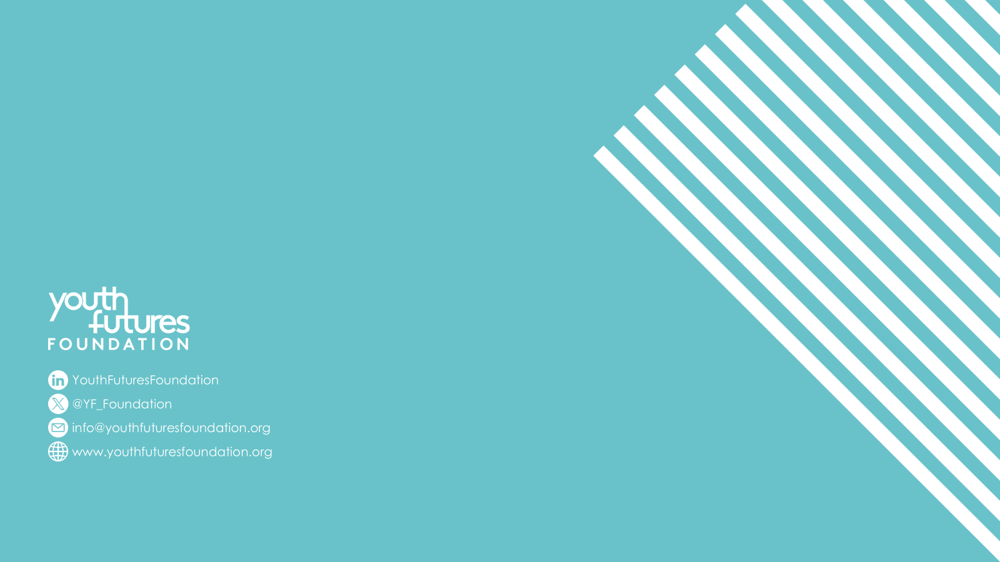 youth
futures
FOUNDATION
YouthFuturesFoundation
@YF_Foundation
info@youthfuturesfoundation.org
www.youthfuturesfoundation.org